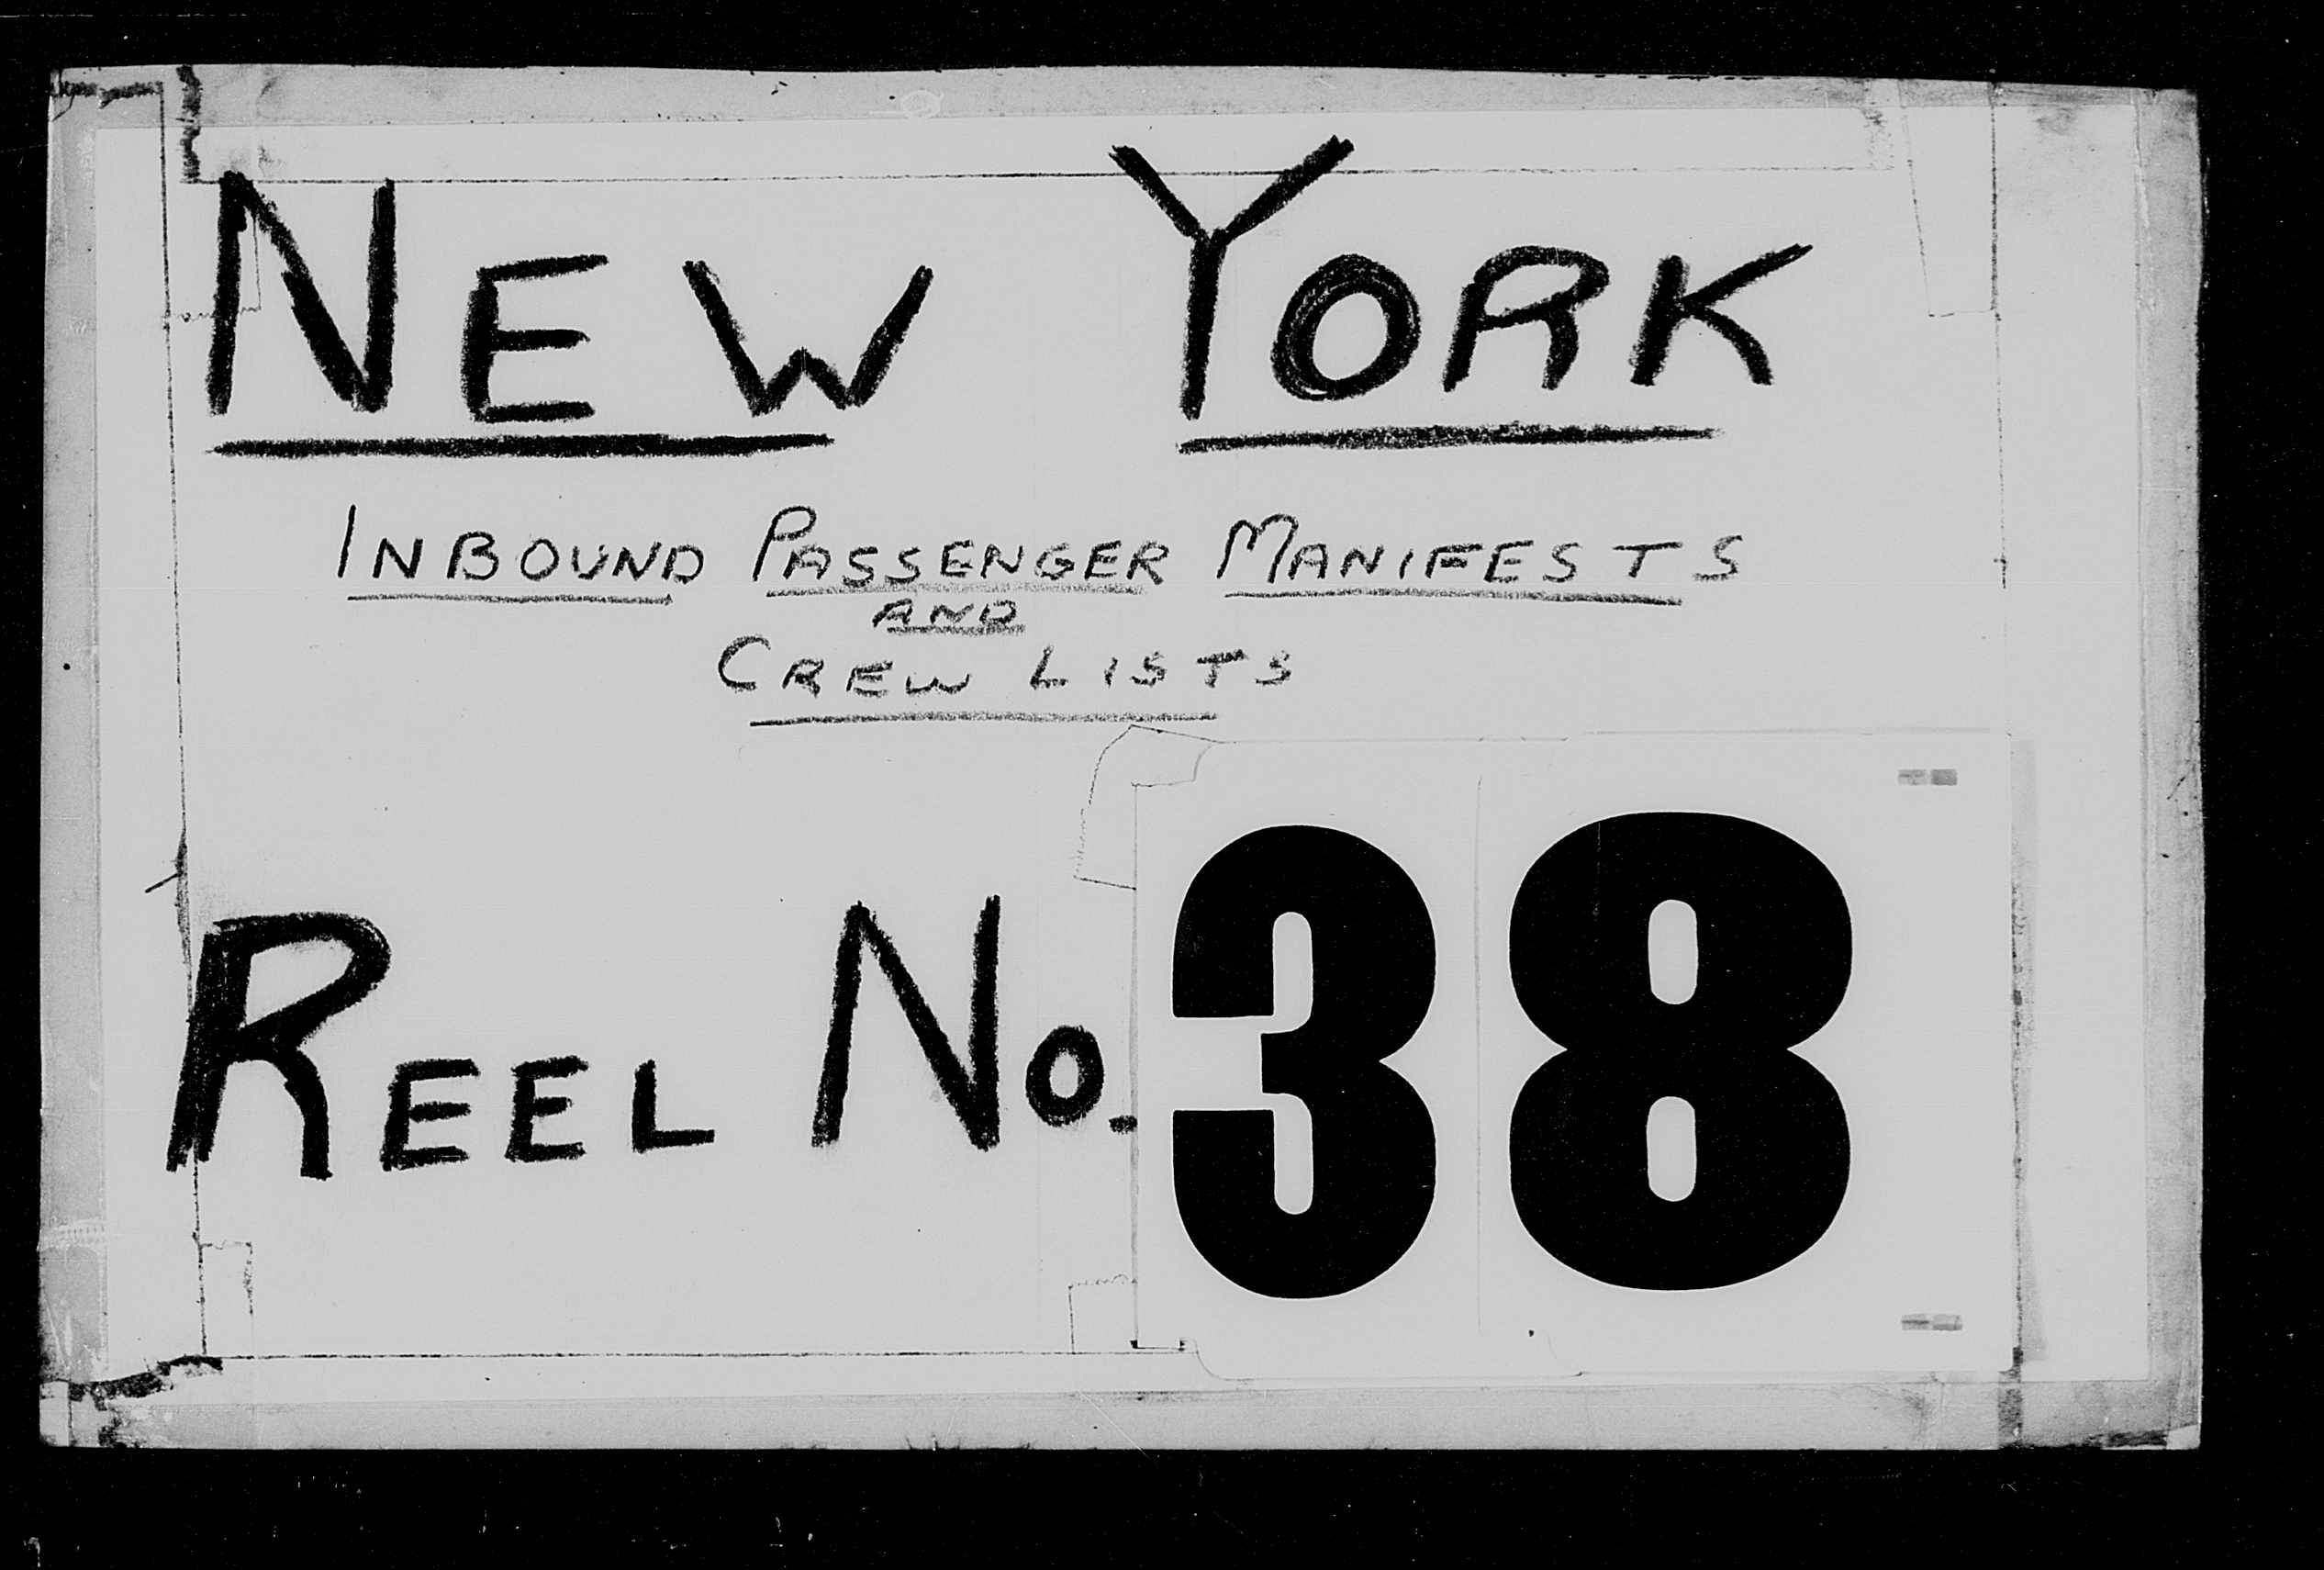 NEW YORK
INBOUND PASSENGER MANIFESTS
AND
CREW LISTS
REEL No. 38